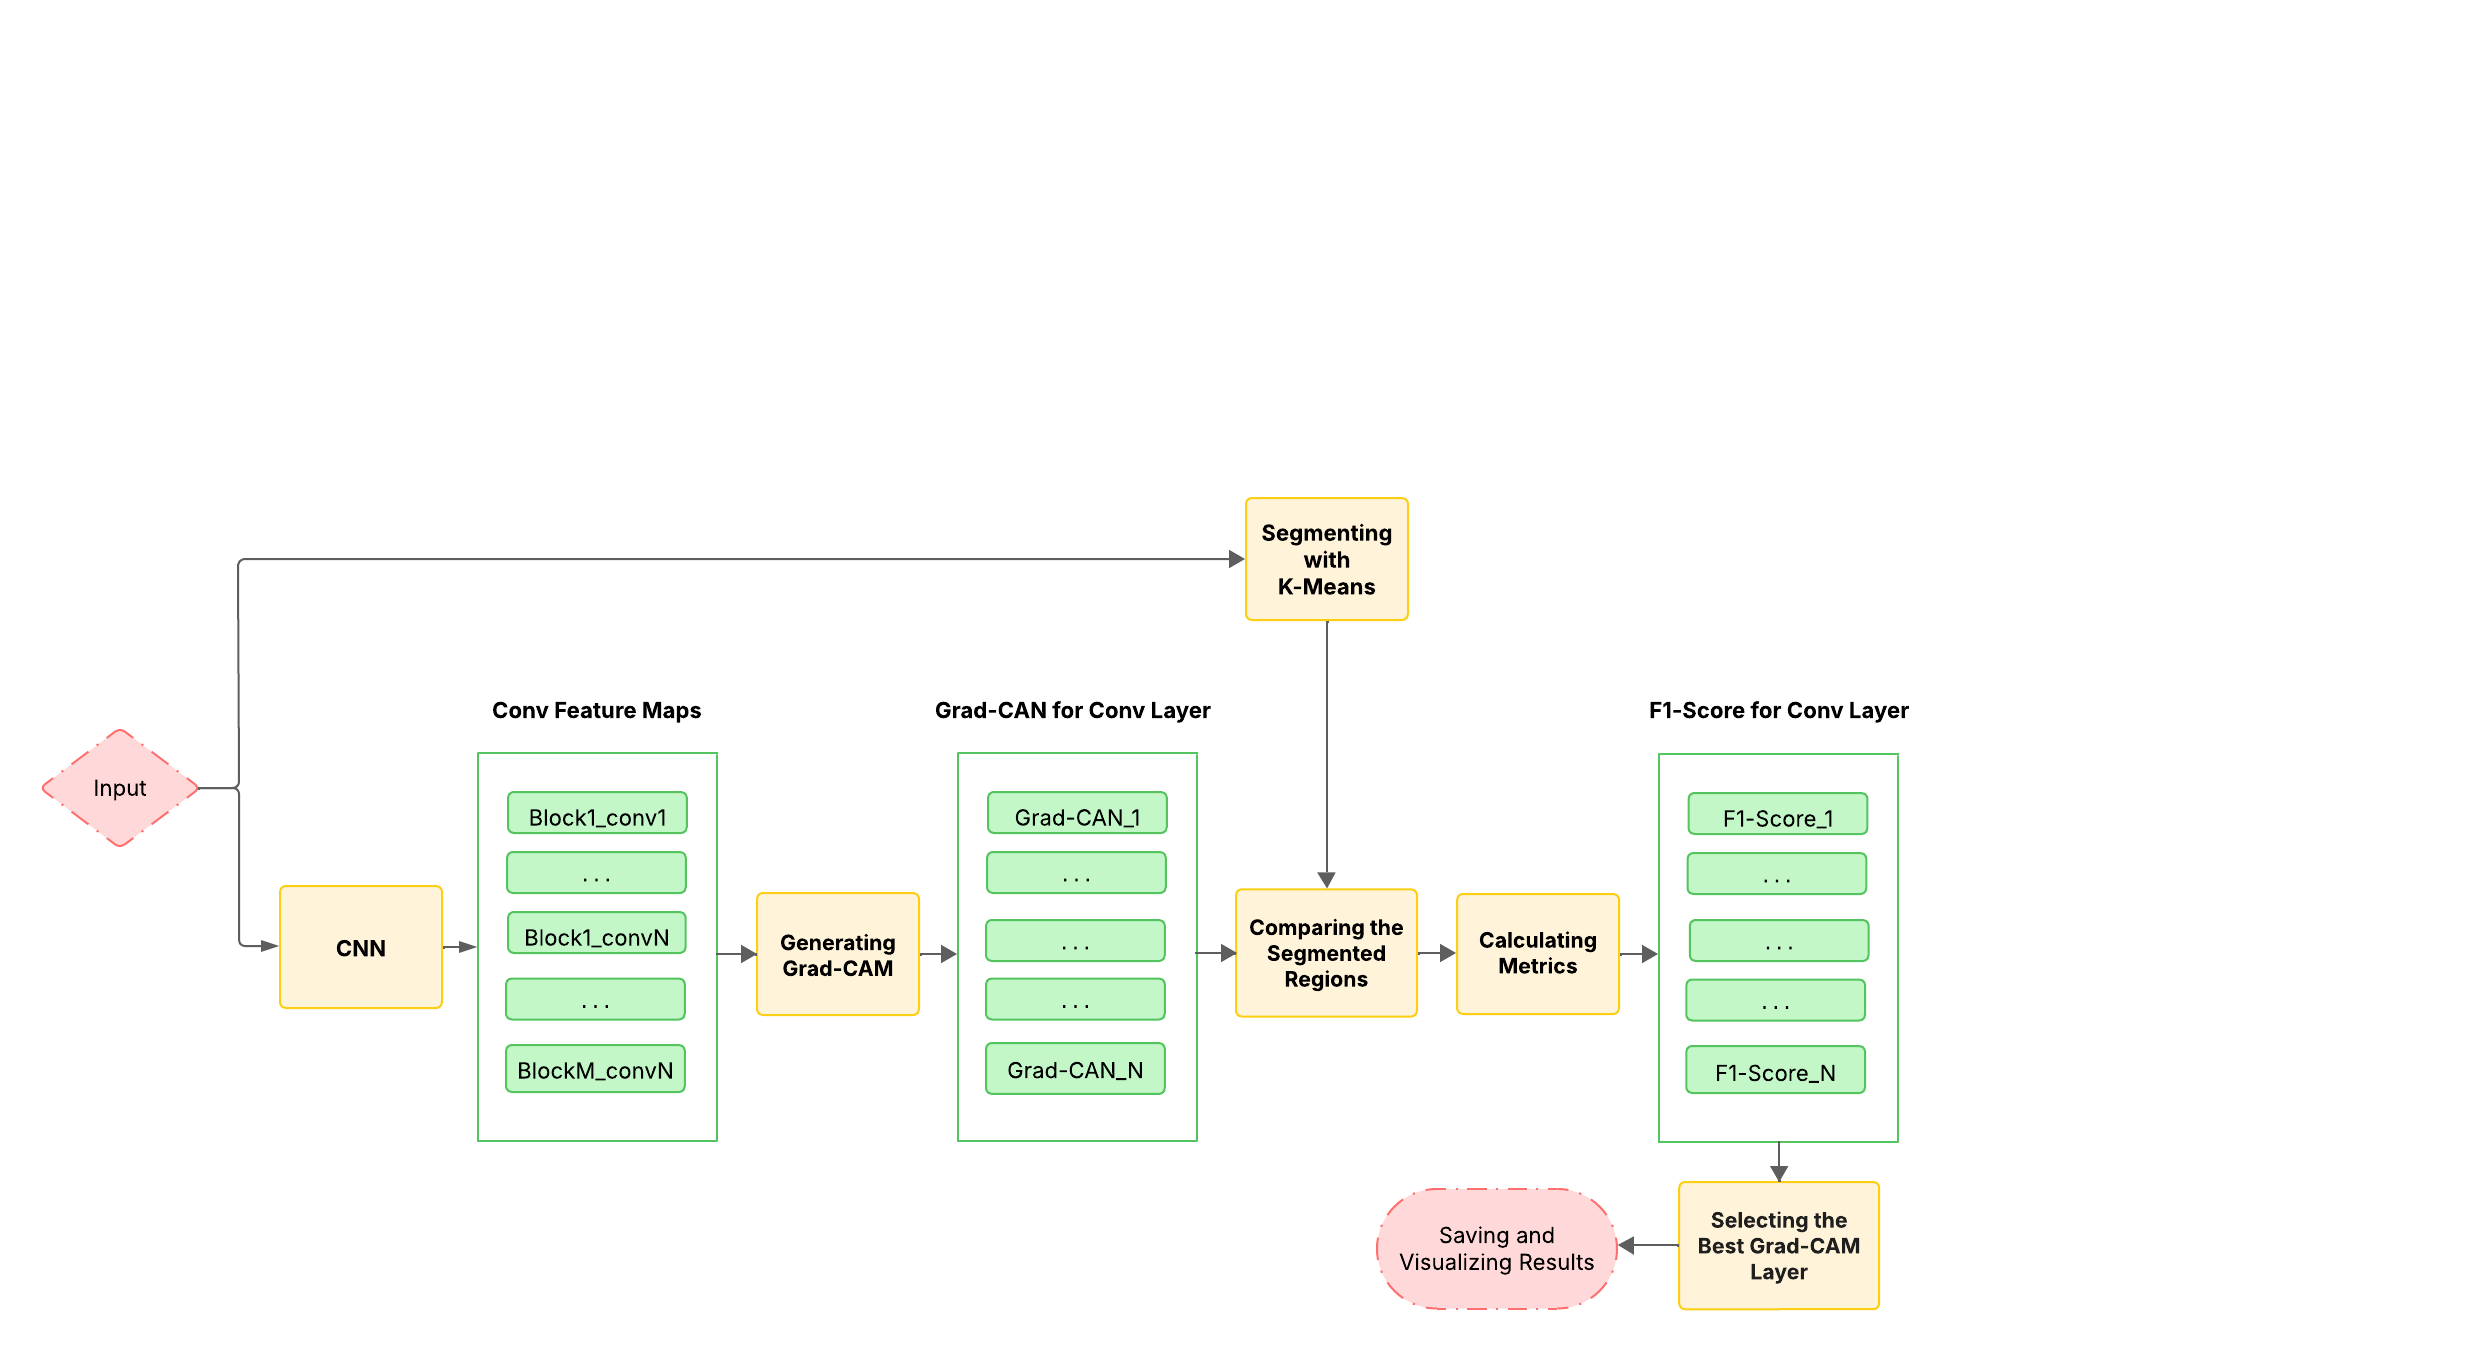 Segmenting
with
K-Means
Conv Feature Maps
Grad-CAN for Conv Layer
F1-Score for Conv Layer
Input
CNN
Block1_conv1
. . .
Block1_convN
. . .
BlockM_convN
Generating
Grad-CAM
Grad-CAN_1
. . .
. . .
. . .
Grad-CAN_N
Comparing the
Segmented
Regions
Calculating
Metrics
F1-Score_1
. . .
. . .
. . .
F1-Score_N
Selecting the
Best Grad-CAM
Layer
Saving and
Visualizing Results